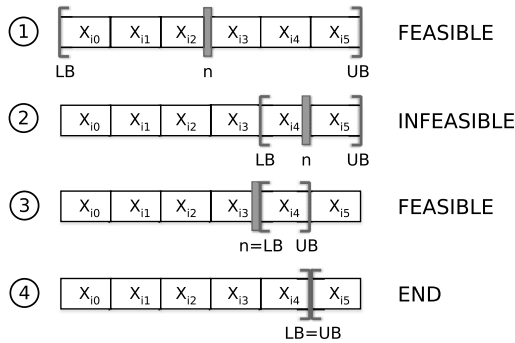 1 X_i0 X_i1 X_i2 X_i3 X_i4 X_i5 FEASIBLE
LB n UB
2 X_i0 X_i1 X_i2 X_i3 X_i4 X_i5 INFEASIBLE
LB n UB
3 X_i0 X_i1 X_i2 X_i3 X_i4 X_i5 FEASIBLE
n=LB UB
4 X_i0 X_i1 X_i2 X_i3 X_i4 X_i5 END
LB=UB